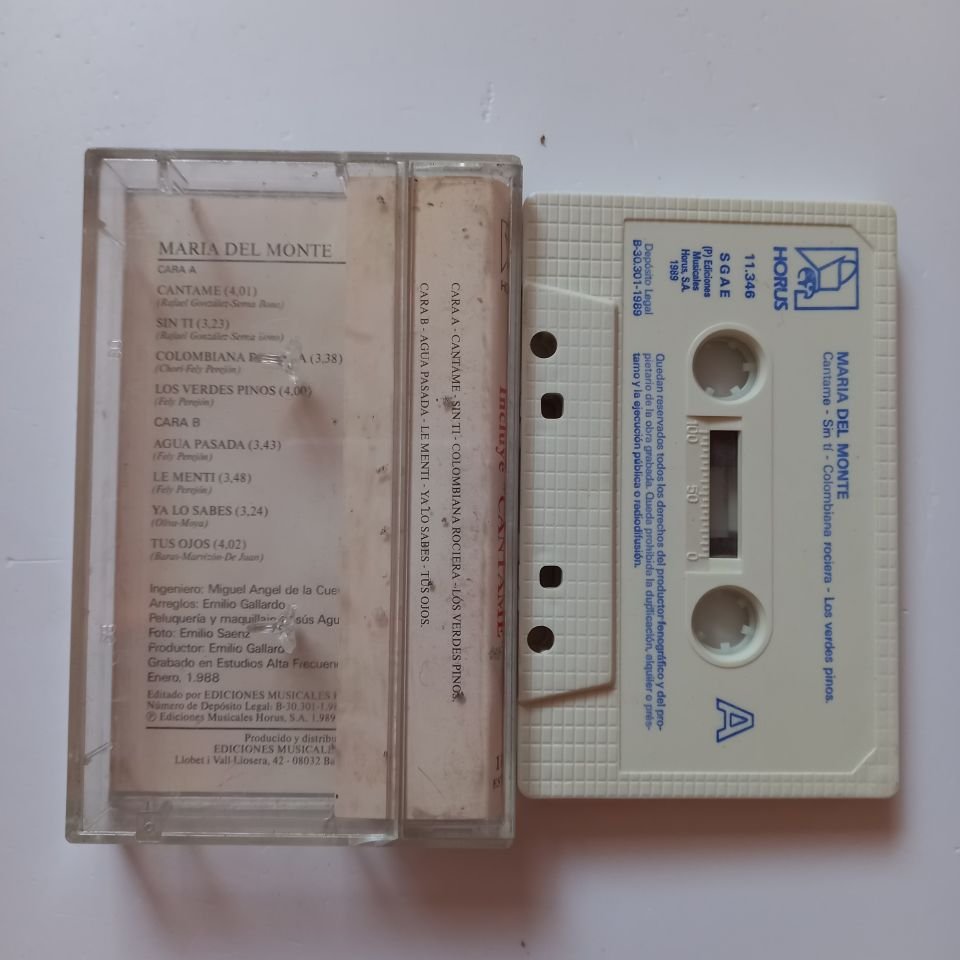 MARIA DEL MONTE
CARA A
CANTAME (4,01)
(Rafael González-Serna Bono)
SIN TI (3,23)
(Rafael González-Serna Bono)
COLOMBIANA (3,38)
(Chori-Fely Perejón)
LOS VERDES PINOS (4,00)
(Fely Perejón)
CARA B
AGUA PASADA (3,43)
(Fely Perejón)
LE MENTI (3,48)
(Fely Perejón)
YA LO SABES (3,24)
(Oliva-Moya)
TUS OJOS (4,02)
(Baras-Marrizón-De Juan)
Ingeniero: Miguel Angel de la
Arreglos: Emilio Gallardo
Peluquería y maquillaje
Foto: Emilio Saenz
Productor: Emilio Gallardo
Grabado en Estudios Alta
Enero, 1.988
Editado por EDICIONES MUSICALES
Número de Depósito Legal: B-30.301-1.98
℗ Ediciones Musicales Horus, S.A. 1.989
Producido y
EDICIONES
Llobet i Vall-Llosera, 42 - 08032
CARA A - CANTAME - SIN TI - COLOMBIANA ROCIERA - LOS VERDES PINOS.
CARA B - AGUA PASADA - LE MENTI - YA LO SABES - TUS OJOS.
Incluye CANTAME
HORUS
11.346
SGAE
(P) Ediciones
Musicales
Horus, S.A.
1989
Depósito Legal
B-30.301-1989
MARIA DEL MONTE
Cantame - Sin tí - Colombiana rociera - Los verdes pinos.
100 50 0
A
Quedan reservados todos los derechos del productor fonográfico y del pro-
pietario de la obra grabada. Queda prohibida la duplicación, alquiler o prés-
tamo y la ejecución pública o radiodifusión.